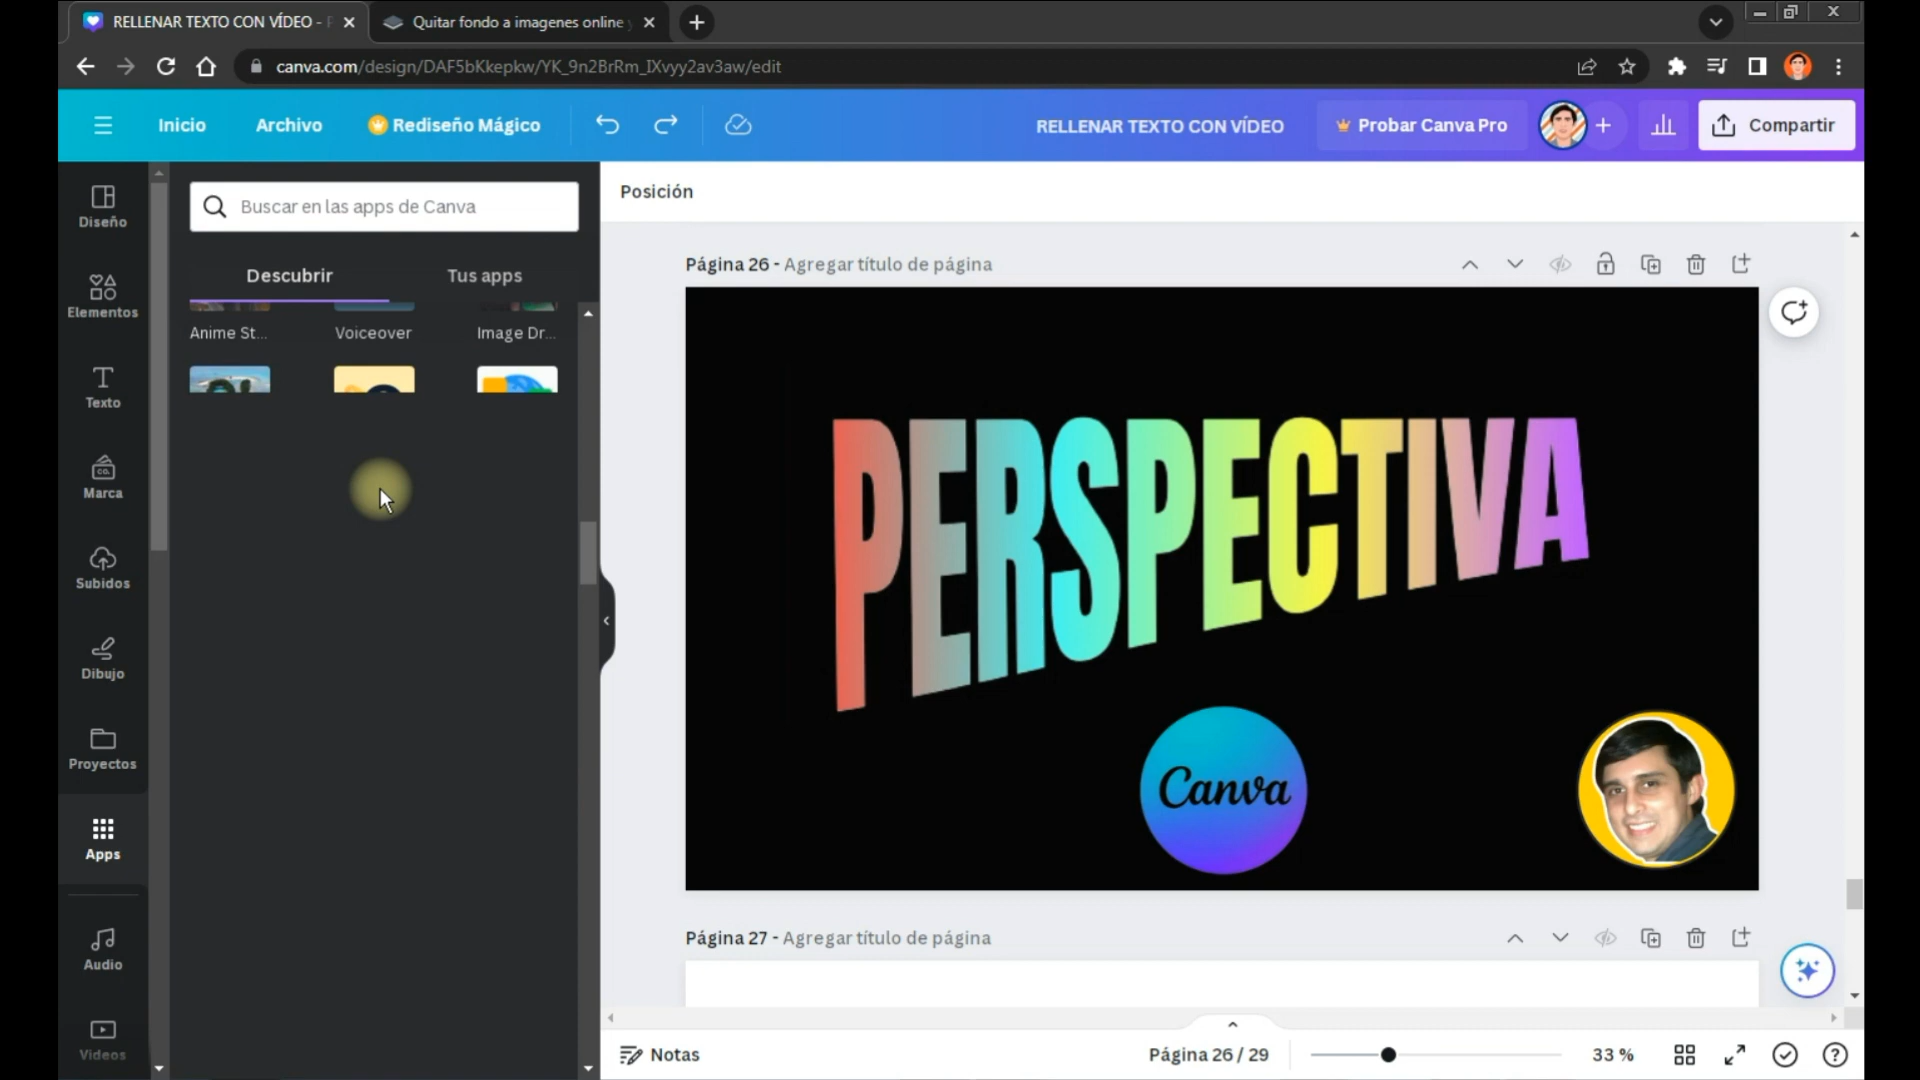 RELLENAR TEXTO CON VÍDEO -
Quitar fondo a imagenes online
canva.com/design/DAF5bKkepkw/YK_9n2BrRm_IXvyy2av3aw/edit
Inicio
Archivo
Rediseño Mágico
RELLENAR TEXTO CON VÍDEO
Probar Canva Pro
Compartir
Diseño
Elementos
Texto
Marca
Subidos
Dibujo
Proyectos
Apps
Audio
Videos
Buscar en las apps de Canva
Descubrir
Tus apps
Anime St...
Voiceover
Image Dr...
Posición
Página 26 - Agregar título de página
PERSPECTIVA
Canva
Página 27 - Agregar título de página
Notas
Página 26 / 29
33 %